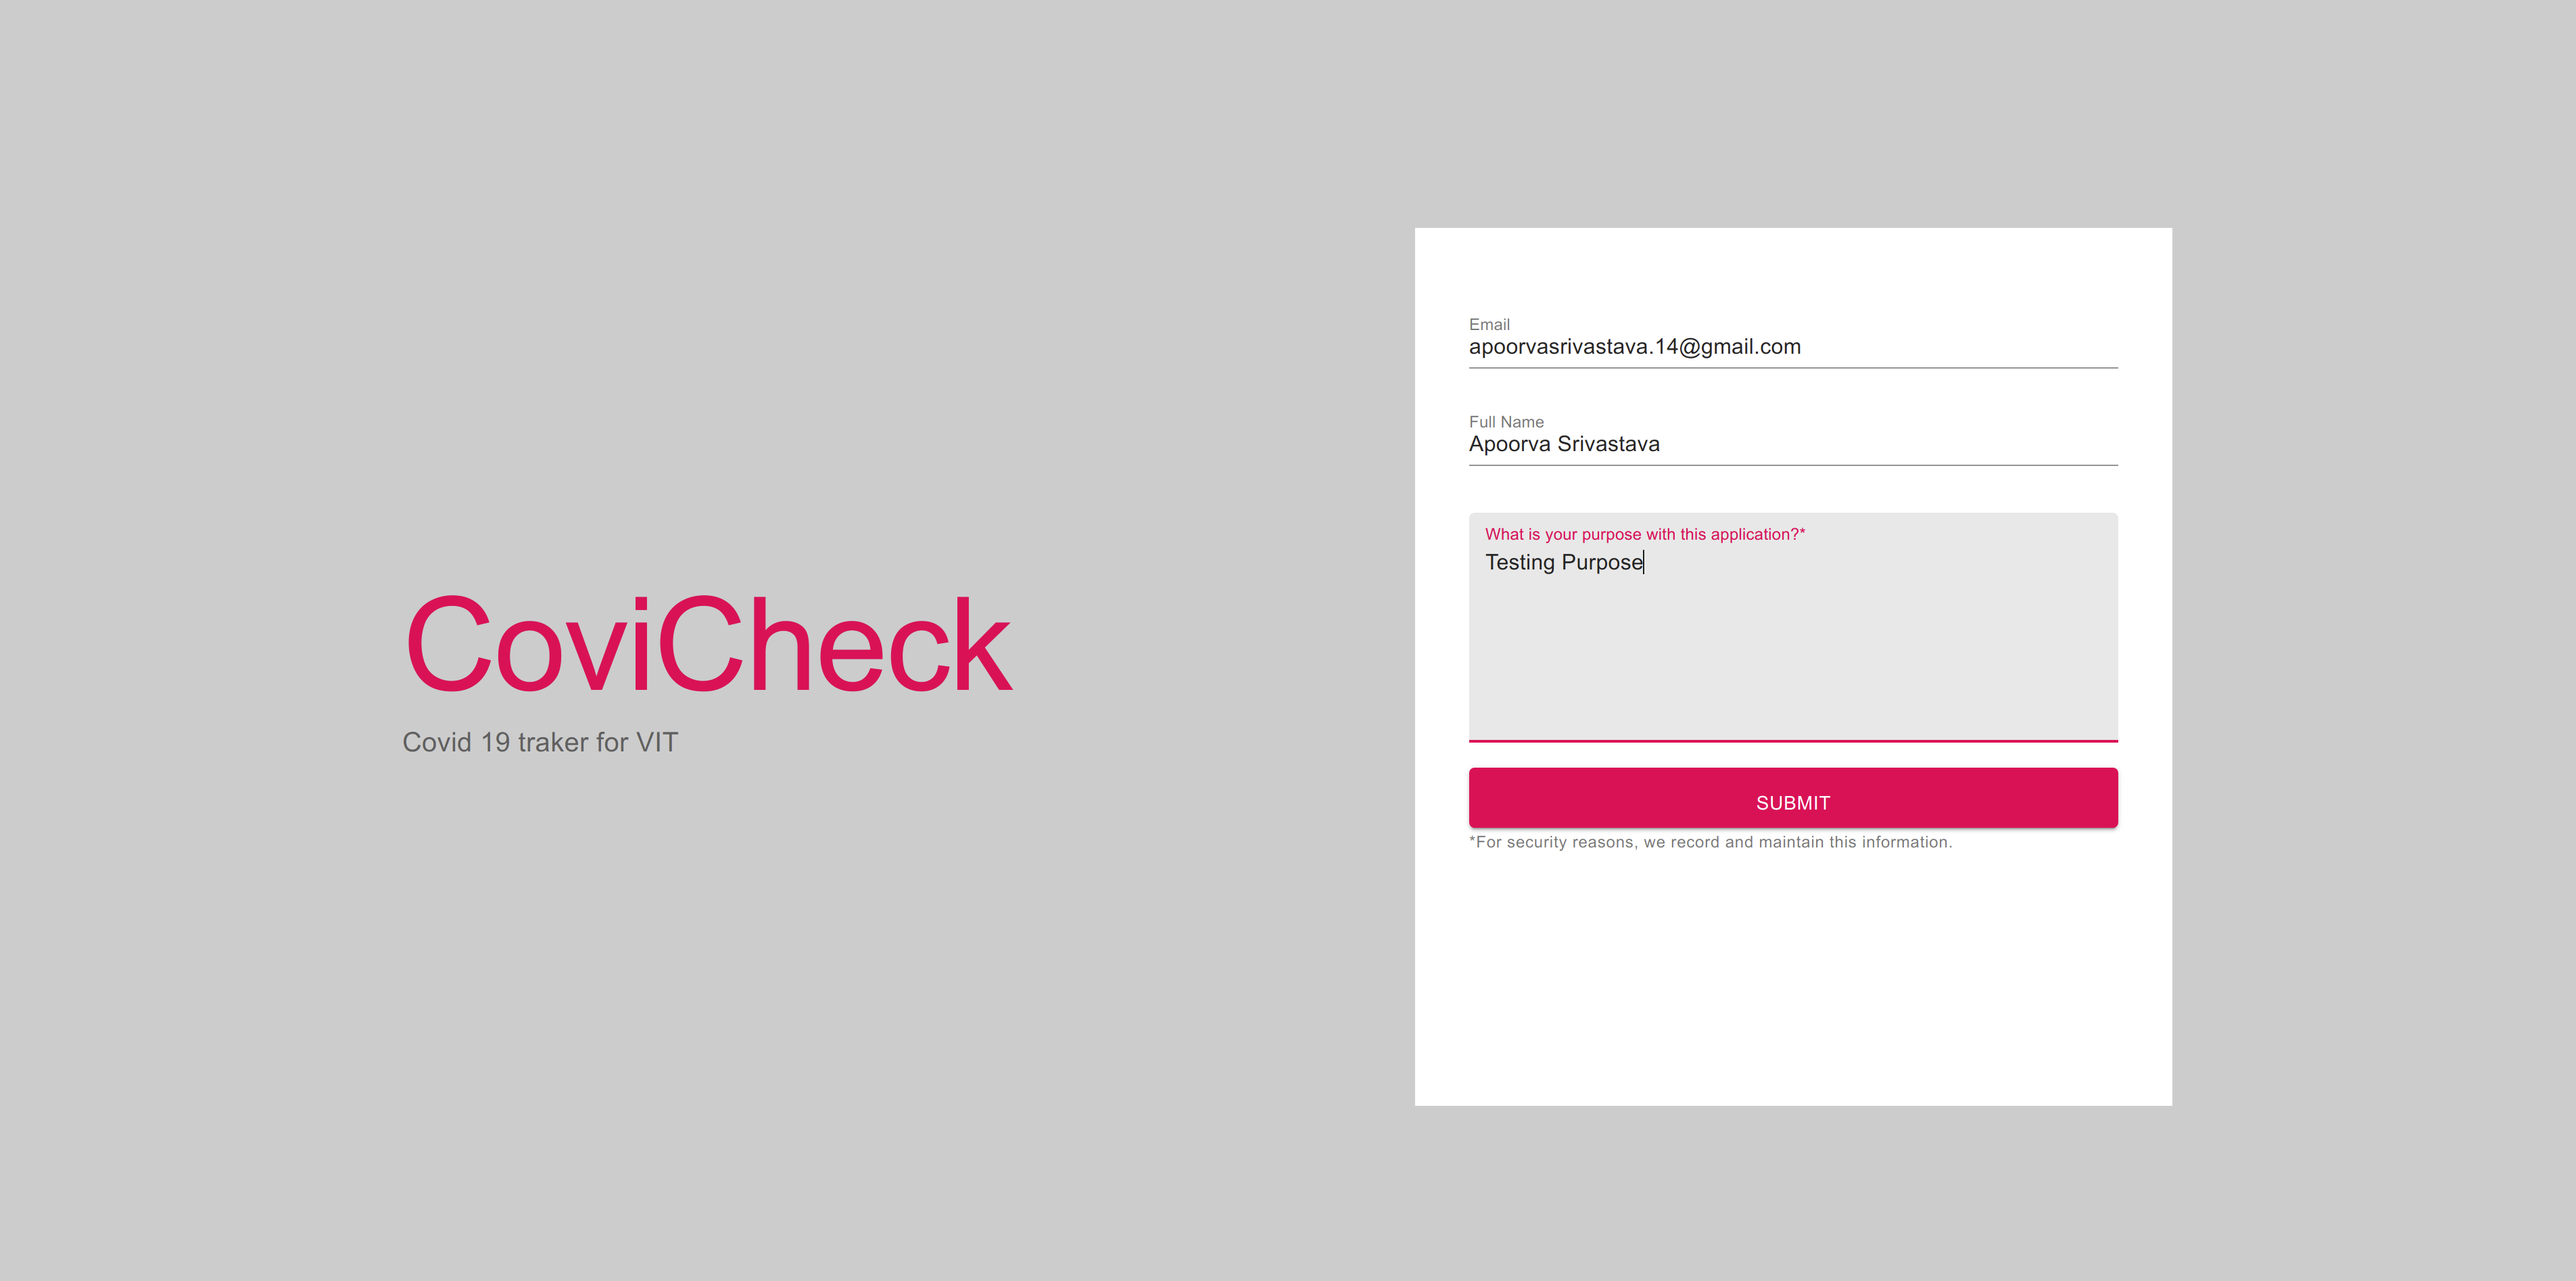 CoviCheck
Covid 19 traker for VIT
Email
apoorvasrivastava.14@gmail.com
Full Name
Apoorva Srivastava
What is your purpose with this application?*
Testing Purpose
SUBMIT
*For security reasons, we record and maintain this information.